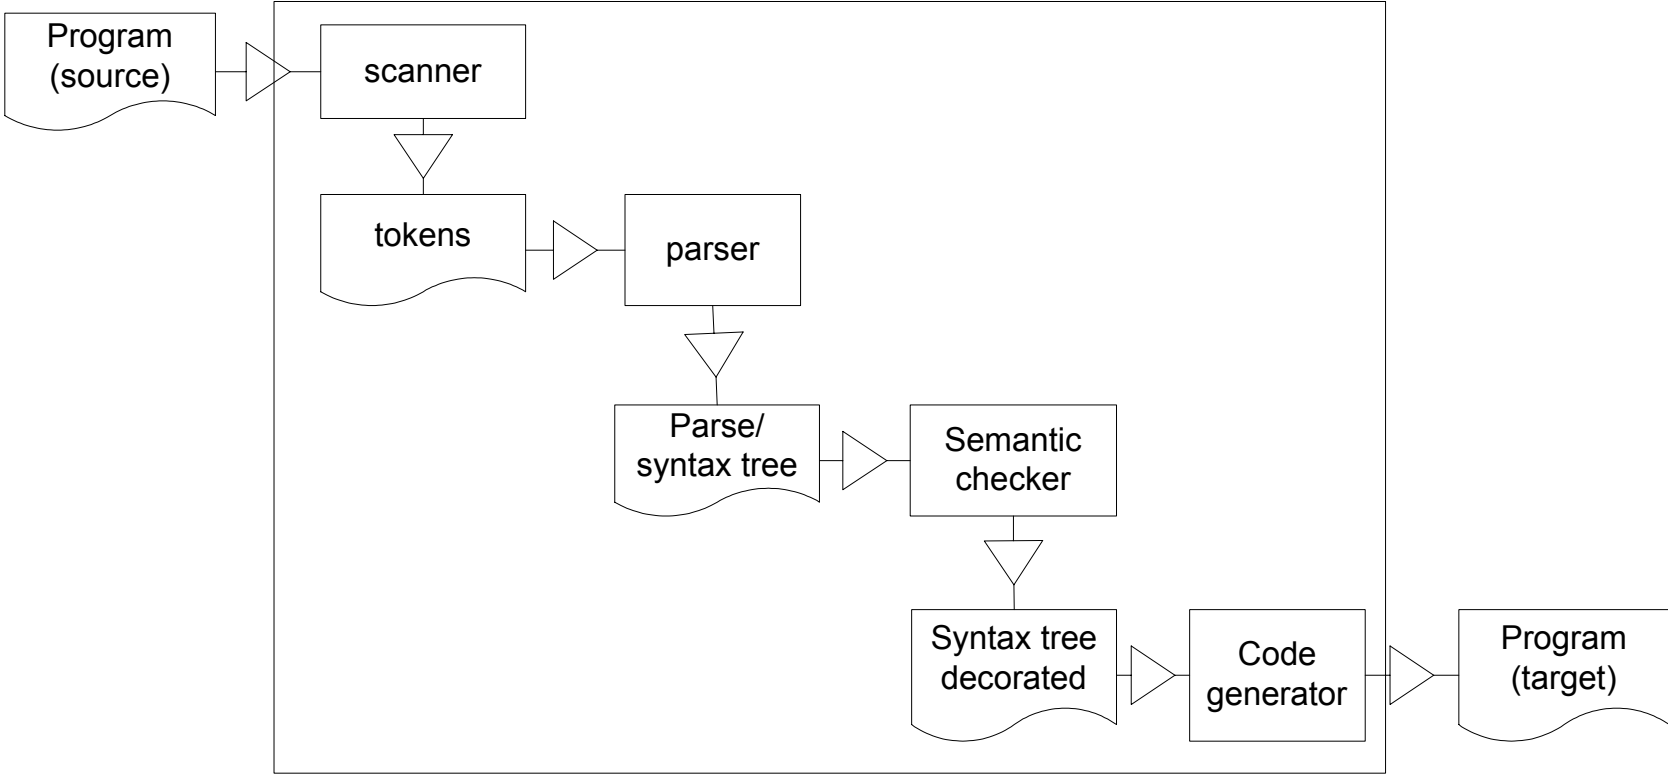 Program
(source)
scanner
tokens
parser
Parse/
syntax tree
Semantic
checker
Syntax tree
decorated
Code
generator
Program
(target)